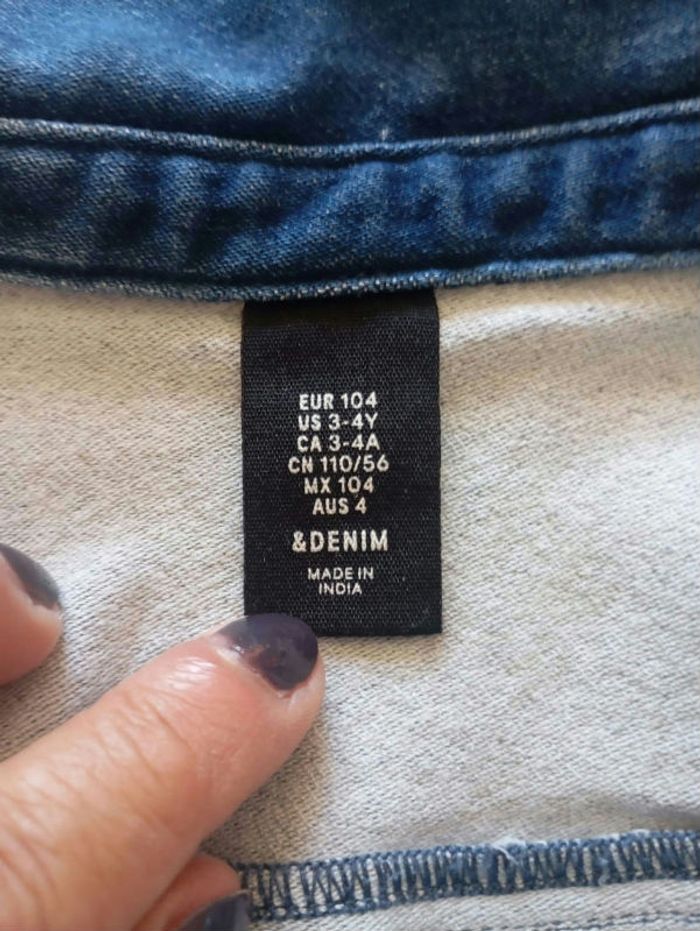 EUR 104
US 3-4Y
CA 3-4A
CN 110/56
MX 104
AUS 4
&DENIM
MADE IN
INDIA